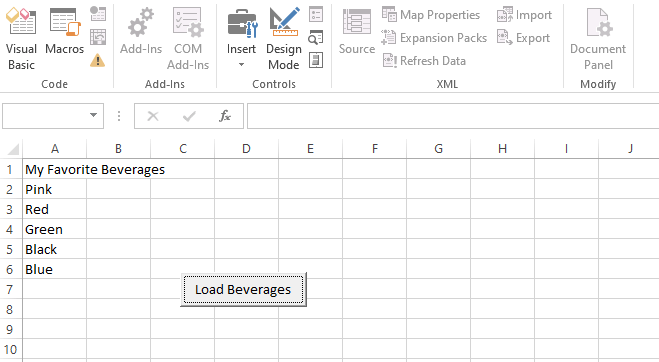 Visual Basic
Macros
Add-Ins
COM Add-Ins
Insert
Design Mode
Source
Map Properties
Expansion Packs
Refresh Data
Import
Export
Document Panel
Code
Add-Ins
Controls
XML
Modify
fx
A B C D E F G H I J
1 My Favorite Beverages
2 Pink
3 Red
4 Green
5 Black
6 Blue
7 Load Beverages
8
9
10